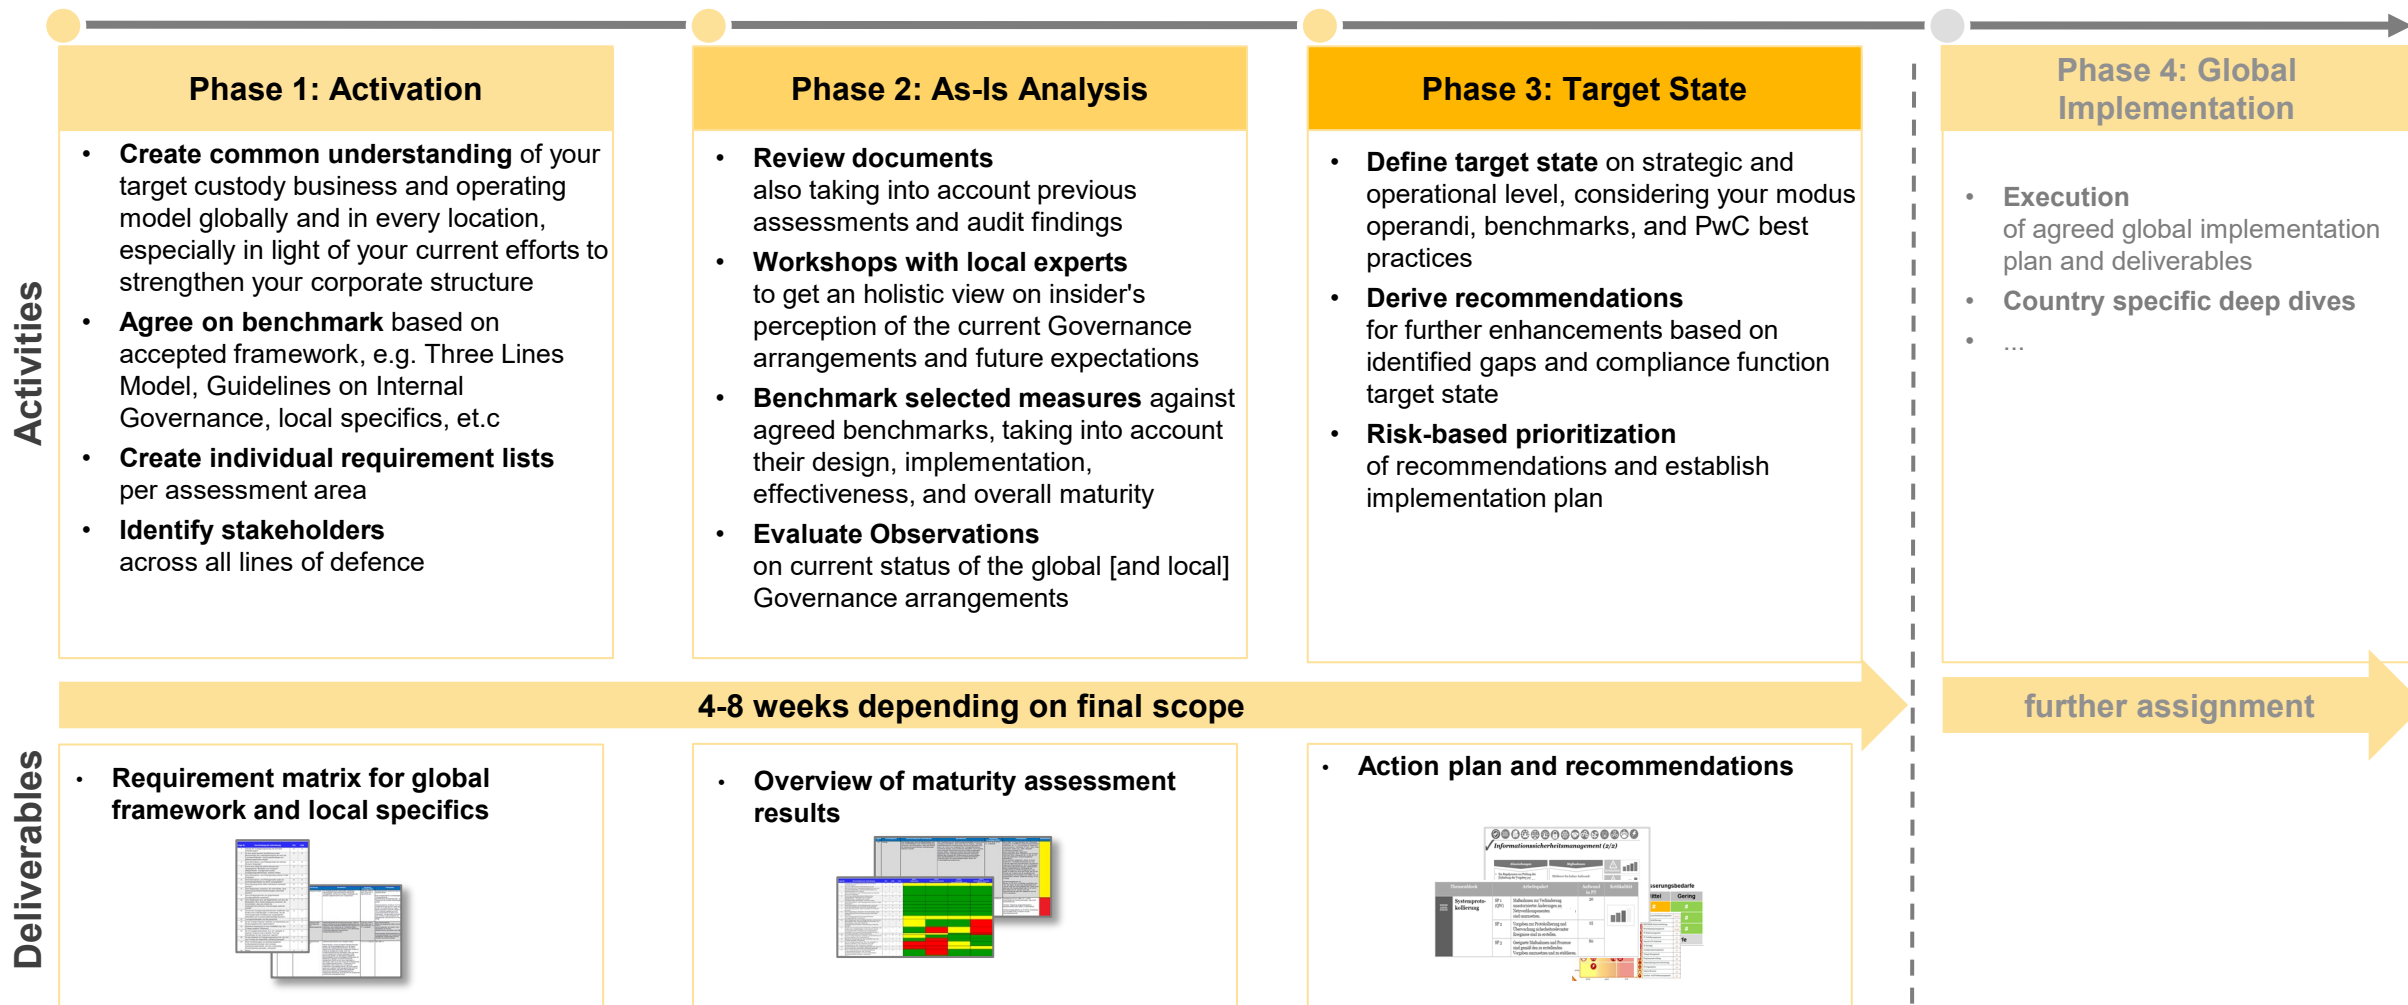 Phase 1: Activation
Phase 2: As-Is Analysis
Phase 3: Target State
Phase 4: Global
Implementation
Activities
• Create common understanding of your
target custody business and operating
model globally and in every location,
especially in light of your current efforts to
strengthen your corporate structure
• Agree on benchmark based on
accepted framework, e.g. Three Lines
Model, Guidelines on Internal
Governance, local specifics, et.c
• Create individual requirement lists
per assessment area
• Identify stakeholders
across all lines of defence
• Review documents
also taking into account previous
assessments and audit findings
• Workshops with local experts
to get an holistic view on insider's
perception of the current Governance
arrangements and future expectations
• Benchmark selected measures against
agreed benchmarks, taking into account
their design, implementation,
effectiveness, and overall maturity
• Evaluate Observations
on current status of the global [and local]
Governance arrangements
• Define target state on strategic and
operational level, considering your modus
operandi, benchmarks, and PwC best
practices
• Derive recommendations
for further enhancements based on
identified gaps and compliance function
target state
• Risk-based prioritization
of recommendations and establish
implementation plan
• Execution
of agreed global implementation
plan and deliverables
• Country specific deep dives
• ...
4-8 weeks depending on final scope
further assignment
Deliverables
• Requirement matrix for global
framework and local specifics
• Overview of maturity assessment
results
• Action plan and recommendations
Informationssicherheitsmanagement (2/2)
Systemproto-
kollierung
Gering